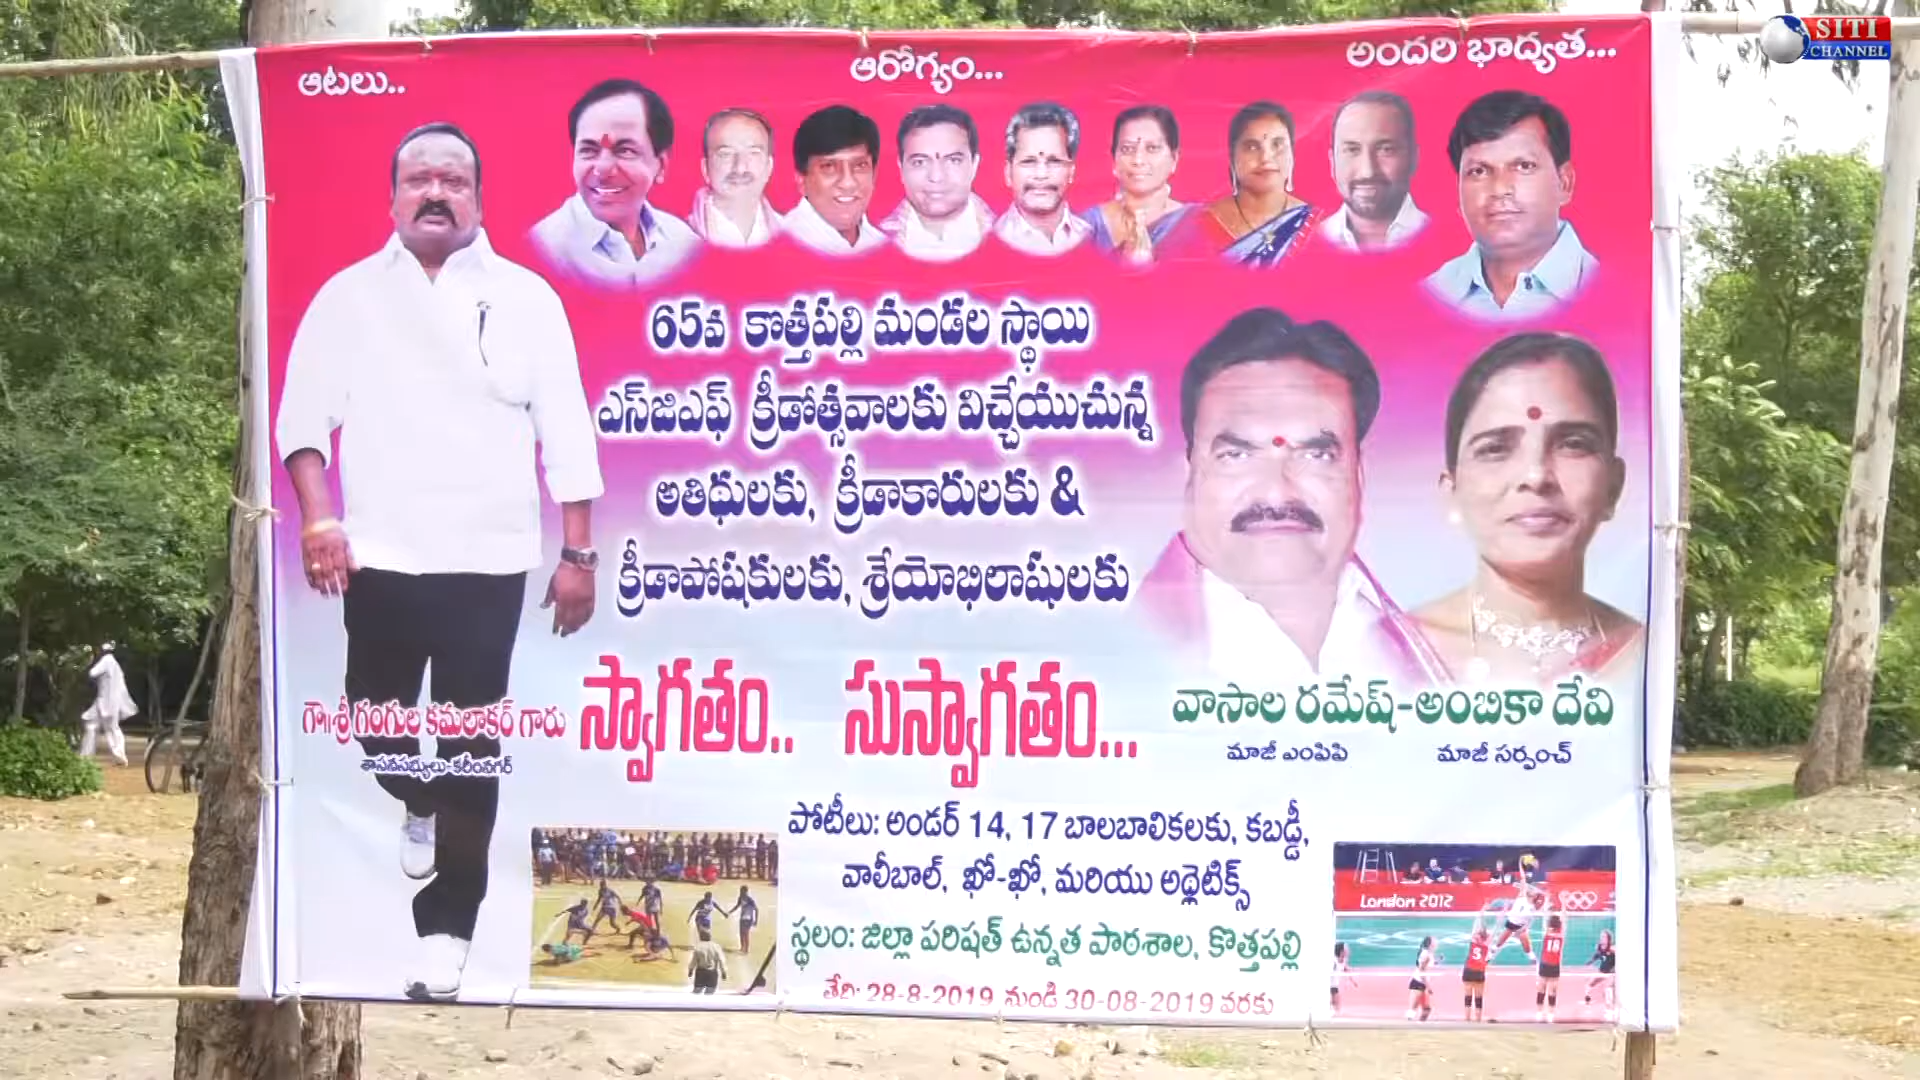 SITI
CHANNEL
ఆటలు.. ఆరోగ్యం... అందరి భాద్యత...
65వ కొత్తపల్లి మండల స్థాయి
ఎస్‌జిఎఫ్ క్రీడోత్సవాలకు విచ్చేయుచున్న
అతిథులకు, క్రీడాకారులకు &
క్రీడాపోషకులకు, శ్రేయోభిలాషులకు
స్వాగతం.. సుస్వాగతం...
గౌ||శ్రీ గంగుల కమలాకర్ గారు
శాసనసభ్యులు-కరీంనగర్
వాసాల రమేష్-అంబికా దేవి
మాజీ ఎంపిపి మాజీ సర్పంచ్
పోటీలు: అండర్ 14, 17 బాలబాలికలకు, కబడ్డీ,
వాలీబాల్, ఖో-ఖో, మరియు అథ్లెటిక్స్
స్థలం: జిల్లా పరిషత్ ఉన్నత పాఠశాల, కొత్తపల్లి
తేది: 28-8-2019 నుండి 30-08-2019 వరకు
London 2012
5
18